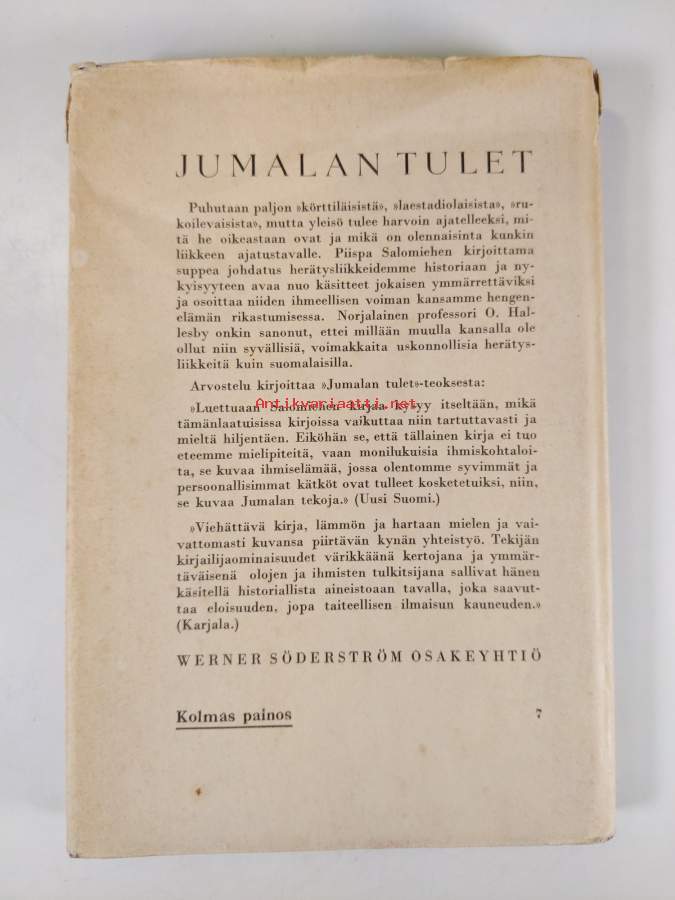 JUMALAN TULET
Puhutaan paljon »körttiläisistä», »laestadiolaisista», »ru-
koilevaisista», mutta yleisö tulee harvoin ajatelleeksi, mi-
tä he oikeastaan ovat ja mikä on olennaisinta kunkin
liikkeen ajatustavalle. Piispa Salomiehen kirjoittama
suppea johdatus herätysliikkeidemme historiaan ja ny-
kyisyyteen avaa nuo käsitteet jokaisen ymmärrettäviksi
ja osoittaa niiden ihmeellisen voiman kansamme hengen-
elämän rikastumisessa. Norjalainen professori O. Hal-
lesby onkin sanonut, ettei millään muulla kansalla ole
ollut niin syvällisiä, voimakkaita uskonnollisia herätys-
liikkeitä kuin suomalaisilla.
Arvostelu kirjoittaa »Jumalan tulet»-teoksesta:
Antikvariaatti.net
»Luettuaan Salomiehen kirjaa kysyy itseltään, mikä
tämänlaatuisissa kirjoissa vaikuttaa niin tartuttavasti ja
mieltä hiljentäen. Eiköhän se, että tällainen kirja ei tuo
eteemme mielipiteitä, vaan monilukuisia ihmiskohtaloi-
ta, se kuvaa ihmiselämää, jossa olentomme syvimmät ja
persoonallisimmat kätköt ovat tulleet kosketetuiksi, niin,
se kuvaa Jumalan tekoja.» (Uusi Suomi.)
»Viehättävä kirja, lämmön ja hartaan mielen ja vai-
vattomasti kuvansa piirtävän kynän yhteistyö. Tekijän
kirjailijaominaisuudet värikkäänä kertojana ja ymmär-
täväisenä olojen ja ihmisten tulkitsijana sallivat hänen
käsitellä historiallista aineistoaan tavalla, joka saavut-
taa eloisuuden, jopa taiteellisen ilmaisun kauneuden.»
(Karjala.)
WERNER SÖDERSTRÖM OSAKEYHTIÖ
Kolmas painos 7